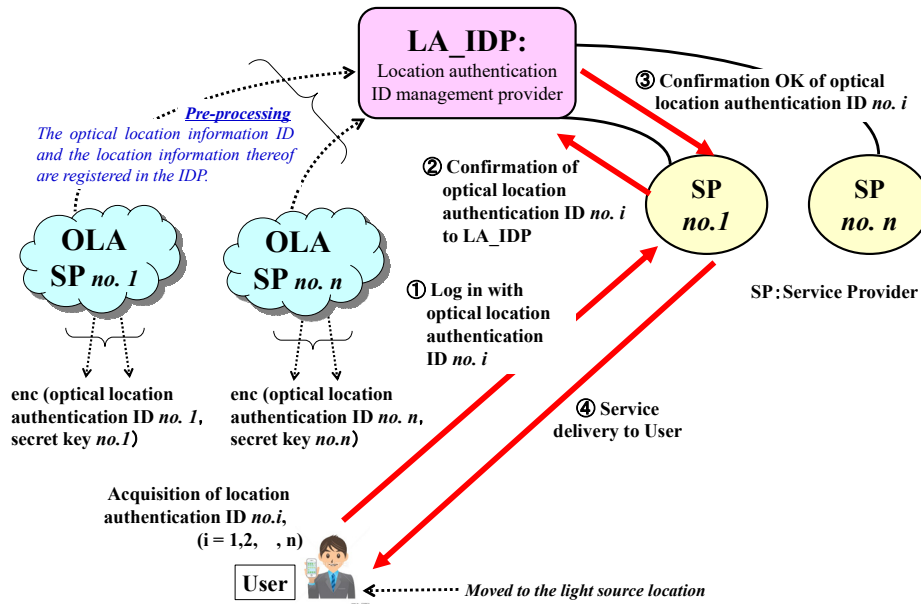 LA_IDP:
Location authentication
ID management provider
③ Confirmation OK of optical
location authentication ID no. i
Pre-processing
The optical location information ID
and the location information thereof
are registered in the IDP.
② Confirmation of
optical location
authentication ID no. i
to LA_IDP
SP
no.1
SP
no. n
OLA
SP no. 1
OLA
SP no. n
SP:Service Provider
① Log in with
optical location
authentication
ID no. i
enc (optical location
authentication ID no. 1,
secret key no.1)
enc (optical location
authentication ID no. n,
secret key no.n)
④ Service
delivery to User
Acquisition of location
authentication ID no.i,
(i = 1,2,    , n)
User
Moved to the light source location